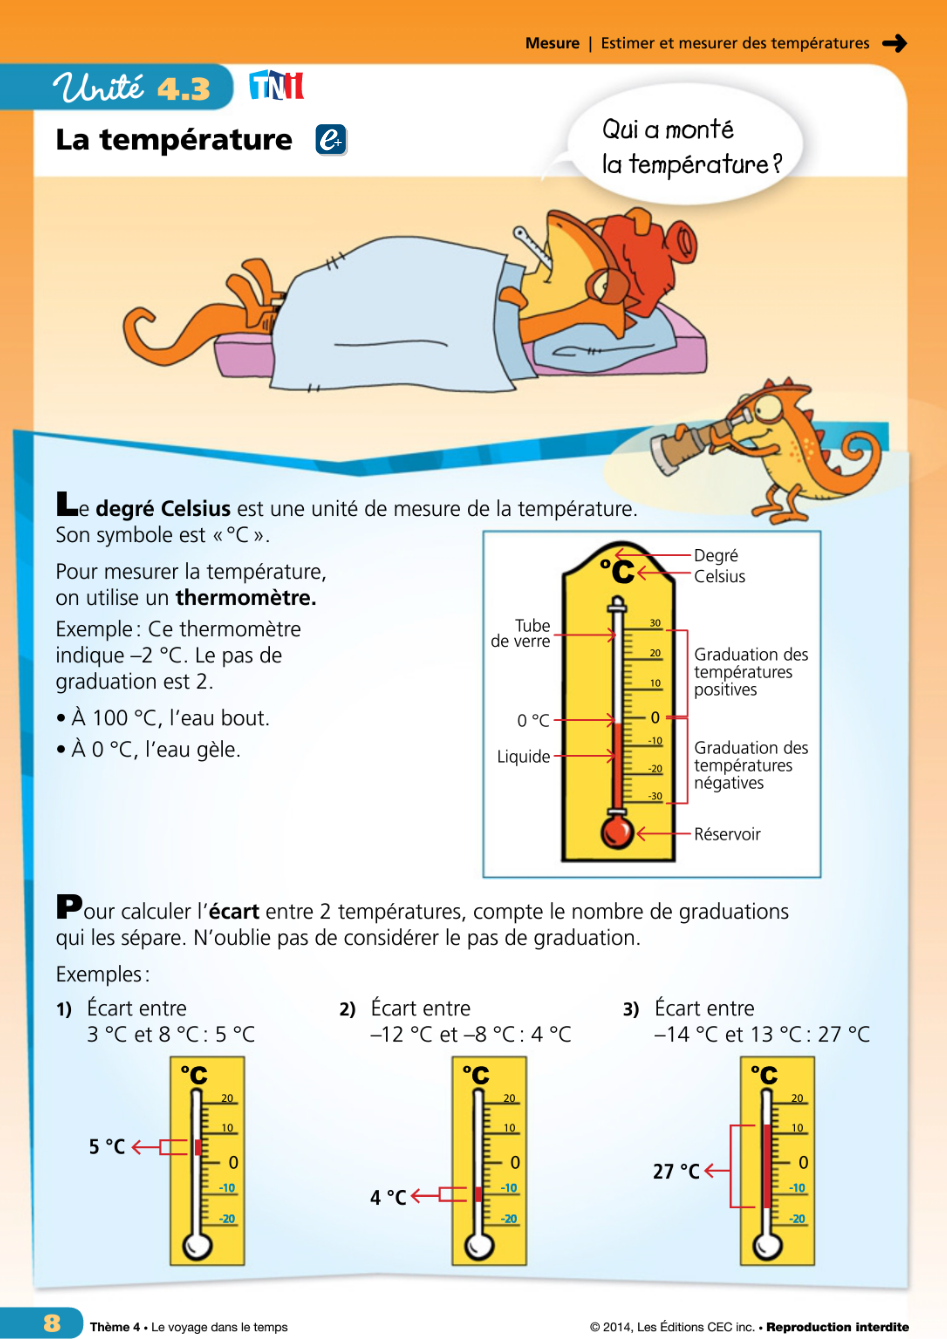 Mesure | Estimer et mesurer des températures
Unité 4.3
TNI
La température
e+
Qui a monté
la température ?
Le degré Celsius est une unité de mesure de la température.
Son symbole est « °C ».
Pour mesurer la température,
on utilise un thermomètre.
Exemple : Ce thermomètre
indique –2 °C. Le pas de
graduation est 2.
• À 100 °C, l’eau bout.
• À 0 °C, l’eau gèle.
°C
Degré
Celsius
Tube
de verre
30
20
10
0
-10
-20
-30
Graduation des
températures
positives
0 °C
Liquide
Graduation des
températures
négatives
Réservoir
Pour calculer l’écart entre 2 températures, compte le nombre de graduations
qui les sépare. N’oublie pas de considérer le pas de graduation.
Exemples :
1) Écart entre
3 °C et 8 °C : 5 °C
°C
20
10
0
-10
-20
5 °C
2) Écart entre
–12 °C et –8 °C : 4 °C
°C
20
10
0
-10
-20
4 °C
3) Écart entre
–14 °C et 13 °C : 27 °C
°C
20
10
0
-10
-20
27 °C
8 Thème 4 • Le voyage dans le temps
© 2014, Les Éditions CEC inc. • Reproduction interdite